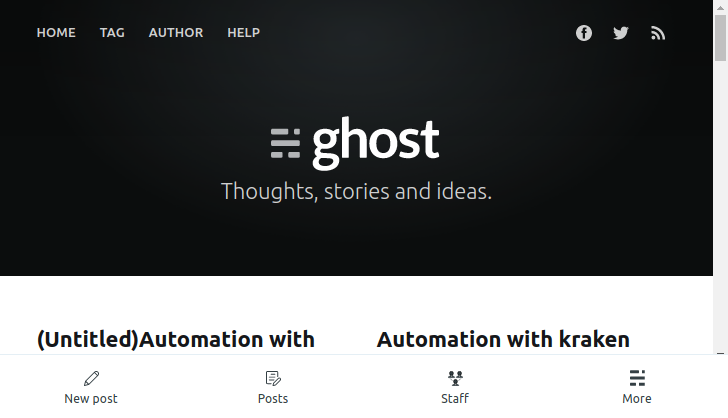 HOME TAG AUTHOR HELP
ghost
Thoughts, stories and ideas.
(Untitled)Automation with
Automation with kraken
New post Posts Staff More